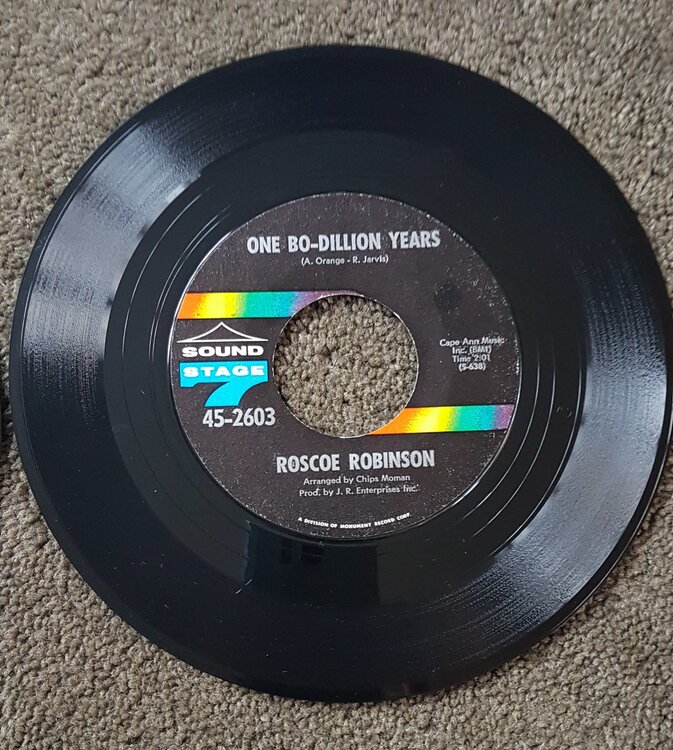 ONE BO-DILLION YEARS
(A. Orange - R. Jarvis)
SOUND
STAGE
7
45-2603
Cape Ann Music
Inc. (BMI)
Time 2:01
(S-638)
ROSCOE ROBINSON
Arranged by Chips Moman
Prod. by J. R. Enterprises Inc.
A DIVISION OF MONUMENT RECORD CORP.